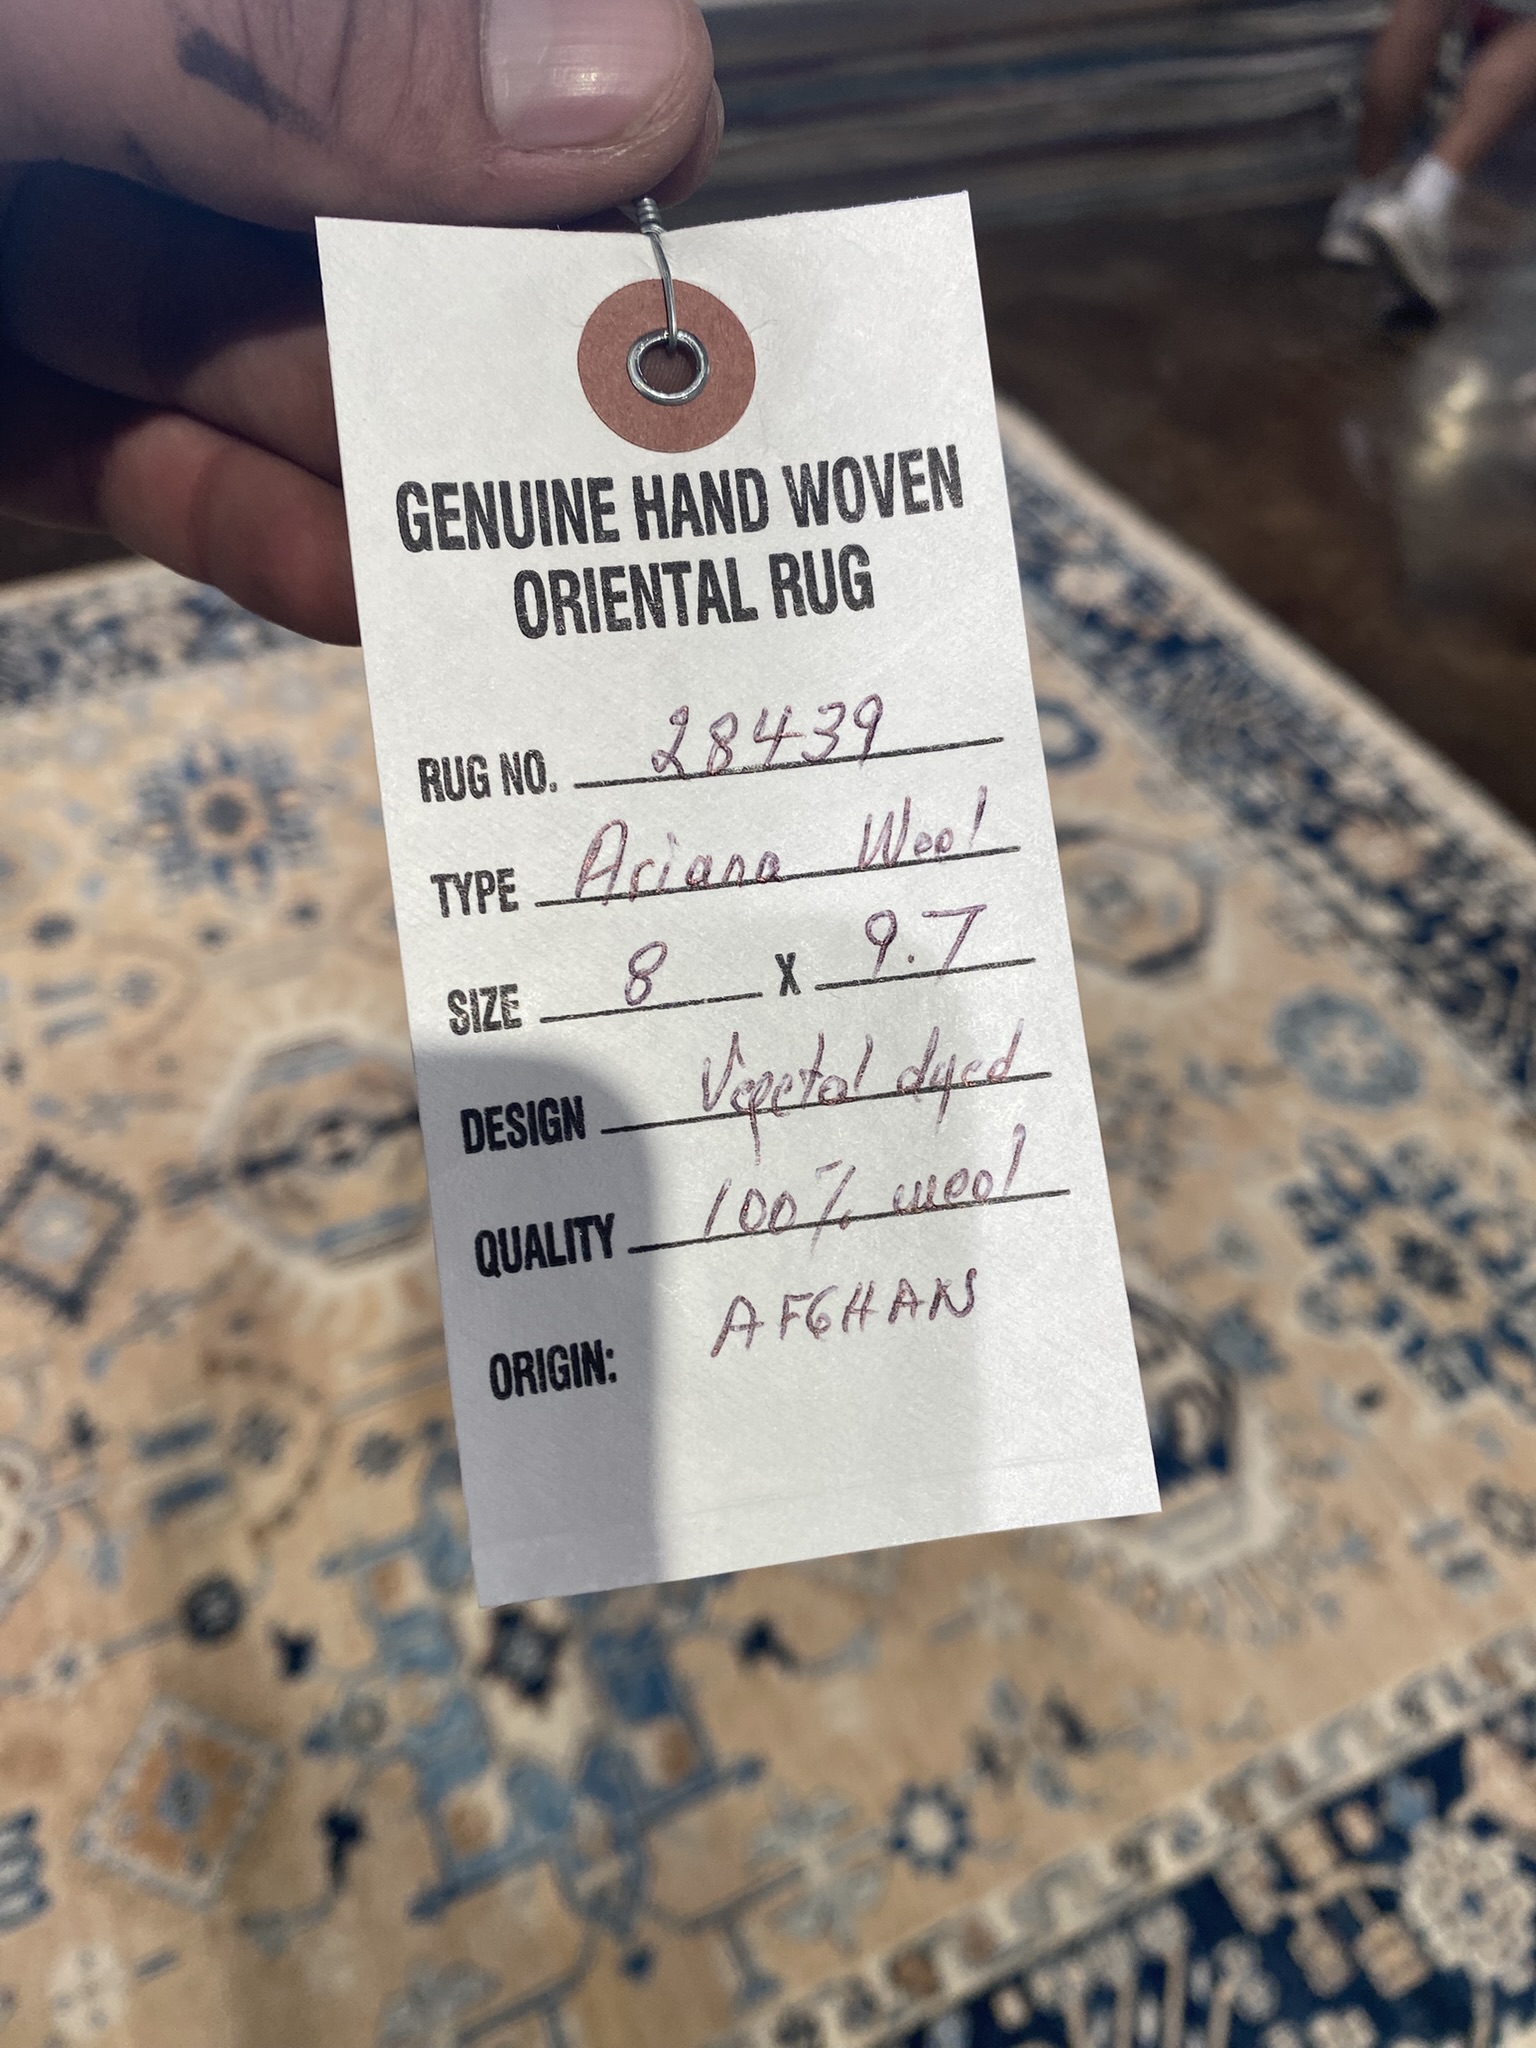 GENUINE HAND WOVEN
ORIENTAL RUG
RUG NO. 28439
TYPE Ariana Wool
SIZE 8 X 9.7
DESIGN Vegetal dyed
QUALITY 100% wool
ORIGIN: AFGHAN